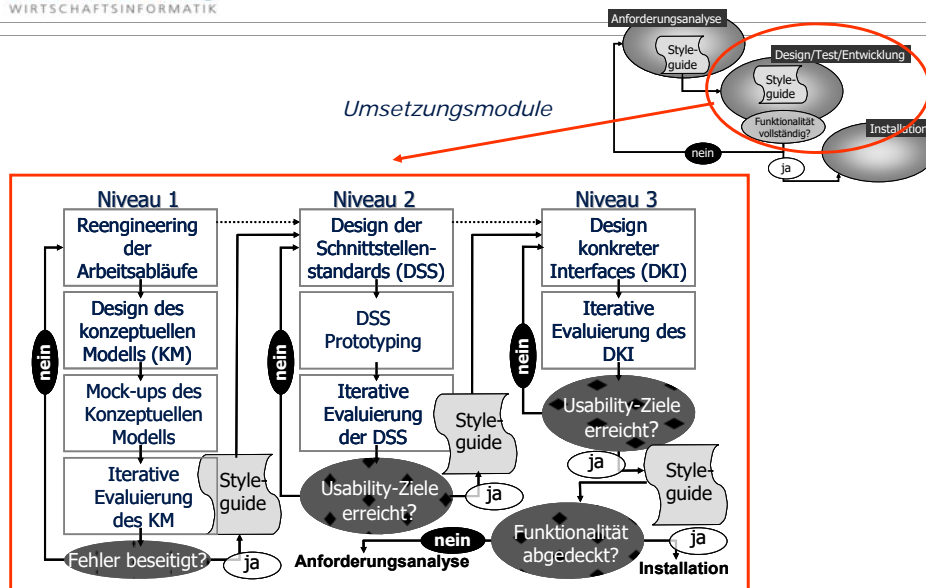 WIRTSCHAFTSINFORMATIK
Anforderungsanalyse
Style-
guide
Design/Test/Entwicklung
Style-
guide
Funktionalität
vollständig?
Installation
nein
ja
Umsetzungsmodule
Niveau 1
Reengineering
der
Arbeitsabläufe
Design des
konzeptuellen
Modells (KM)
nein
Mock-ups des
Konzeptuellen
Modells
Iterative
Evaluierung
des KM
Style-
guide
Fehler beseitigt?
ja
Niveau 2
Design der
Schnittstellen-
standards (DSS)
DSS
Prototyping
nein
Iterative
Evaluierung
der DSS
Style-
guide
Usability-Ziele
erreicht?
ja
Niveau 3
Design
konkreter
Interfaces (DKI)
Iterative
Evaluierung des
DKI
nein
Usability-Ziele
erreicht?
ja
Style-
guide
Funktionalität
abgedeckt?
nein
Anforderungsanalyse
ja
Installation